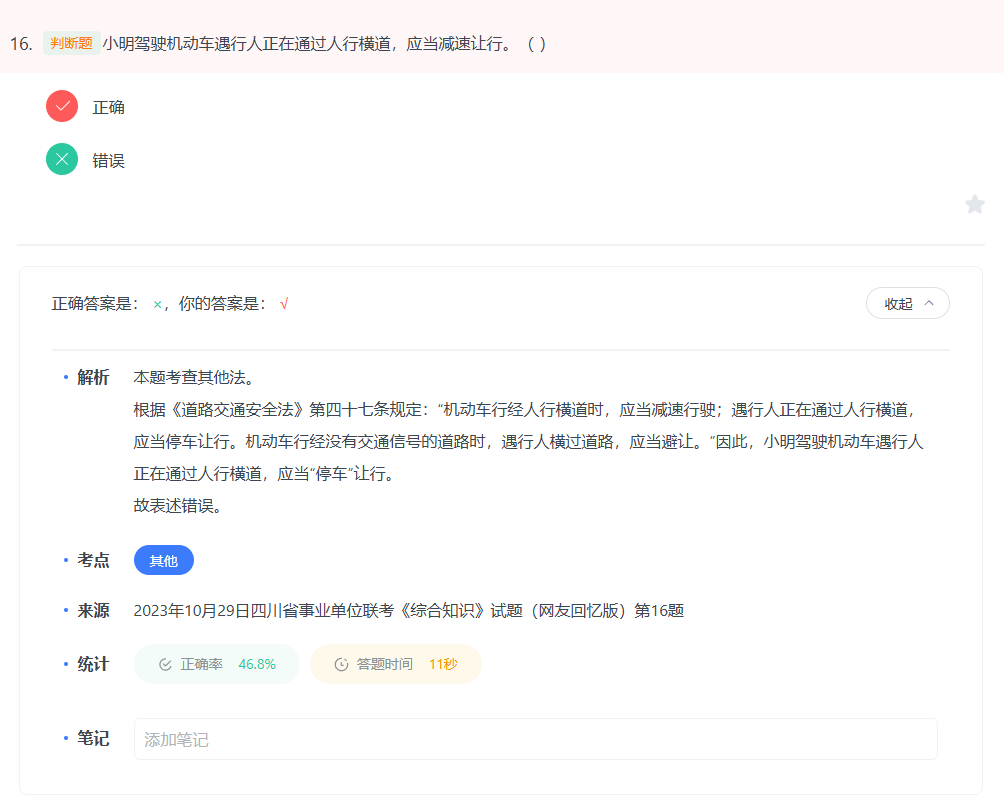 16. 判断题 小明驾驶机动车遇行人正在通过人行横道，应当减速让行。（ ）
正确
错误
正确答案是： ×，你的答案是： √
收起
解析 本题考查其他法。
根据《道路交通安全法》第四十七条规定：“机动车行经人行横道时，应当减速行驶；遇行人正在通过人行横道，
应当停车让行。机动车行经没有交通信号的道路时，遇行人横过道路，应当避让。“因此，小明驾驶机动车遇行人
正在通过人行横道，应当“停车”让行。
故表述错误。
考点 其他
来源 2023年10月29日四川省事业单位联考《综合知识》试题（网友回忆版）第16题
统计 正确率 46.8% 答题时间 11秒
笔记 添加笔记